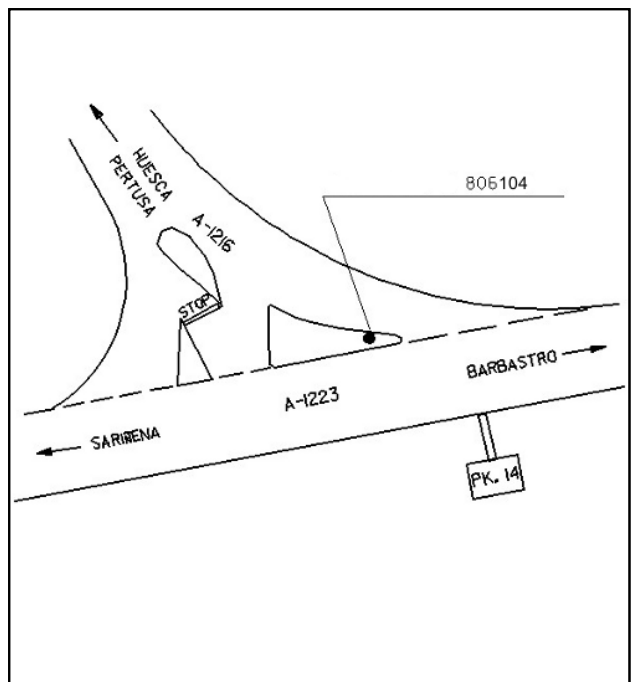 HUESCA
PERTUSA
A-1216
806104
STOP
BARBASTRO
A-1223
SARIÑENA
PK. 14